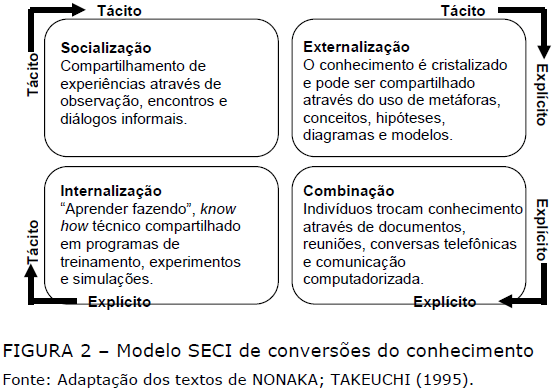 Tácito
Tácito
Tácito
Socialização
Compartilhamento de
experiências através de
observação, encontros e
diálogos informais.
Externalização
O conhecimento é cristalizado
e pode ser compartilhado
através do uso de metáforas,
conceitos, hipóteses,
diagramas e modelos.
Explícito
Tácito
Internalização
“Aprender fazendo”, know
how técnico compartilhado
em programas de
treinamento, experimentos
e simulações.
Explícito
Combinação
Indivíduos trocam conhecimento
através de documentos,
reuniões, conversas telefônicas
e comunicação
computadorizada.
Explícito
Explícito
FIGURA 2 – Modelo SECI de conversões do conhecimento
Fonte: Adaptação dos textos de NONAKA; TAKEUCHI (1995).